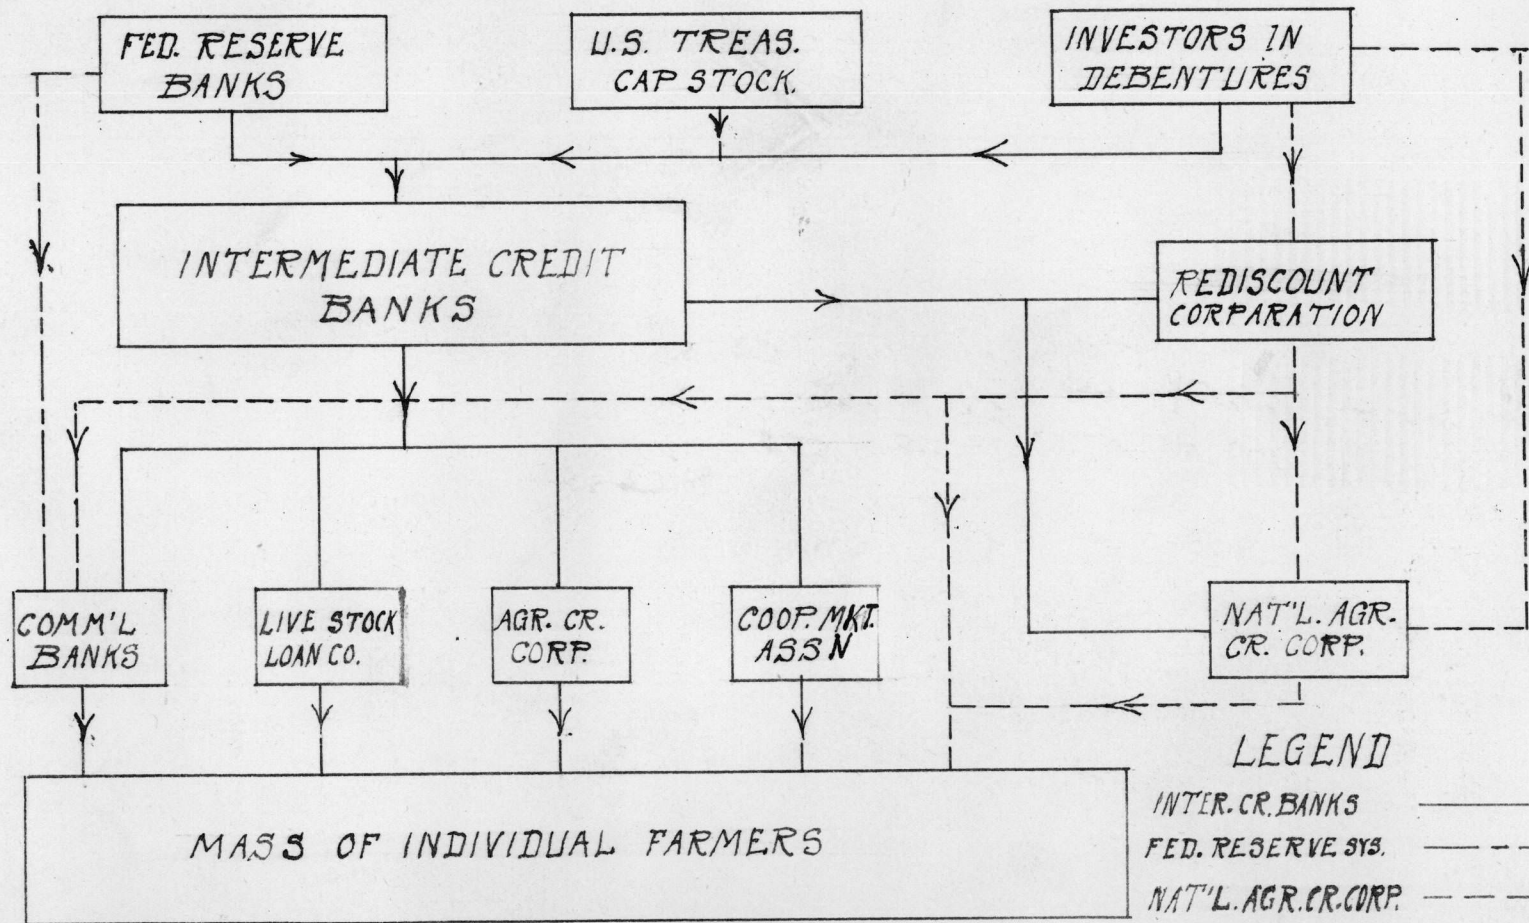 FED. RESERVE
BANKS
U.S. TREAS.
CAP STOCK.
INVESTORS IN
DEBENTURES
INTERMEDIATE CREDIT
BANKS
REDISCOUNT
CORPARATION
COMM'L
BANKS
LIVE STOCK
LOAN CO.
AGR. CR.
CORP.
COOP. MKT.
ASS N
NAT'L. AGR.
CR. CORP.
MASS OF INDIVIDUAL FARMERS
LEGEND
INTER. CR. BANKS
FED. RESERVE SYS.
NAT'L. AGR. CR. CORP.